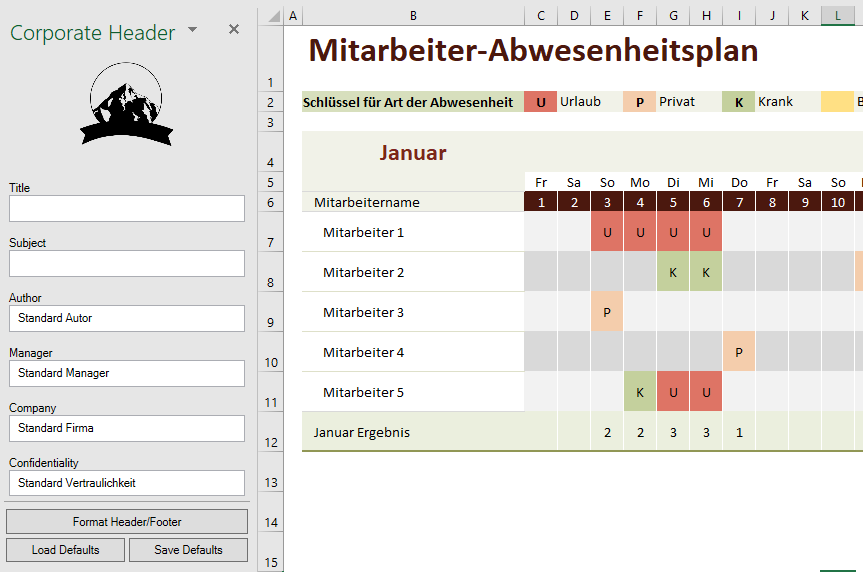 Corporate Header
Title
Subject
Author
Standard Autor
Manager
Standard Manager
Company
Standard Firma
Confidentiality
Standard Vertraulichkeit
Format Header/Footer
Load Defaults Save Defaults
A B C D E F G H I J K L
1 Mitarbeiter-Abwesenheitsplan
2 Schlüssel für Art der Abwesenheit U Urlaub P Privat K Krank B
3
4 Januar
5 Fr Sa So Mo Di Mi Do Fr Sa So
6 Mitarbeitername 1 2 3 4 5 6 7 8 9 10
7 Mitarbeiter 1 U U U U
8 Mitarbeiter 2 K K
9 Mitarbeiter 3 P
10 Mitarbeiter 4 P
11 Mitarbeiter 5 K U U
12 Januar Ergebnis 2 2 3 3 1
13
14
15